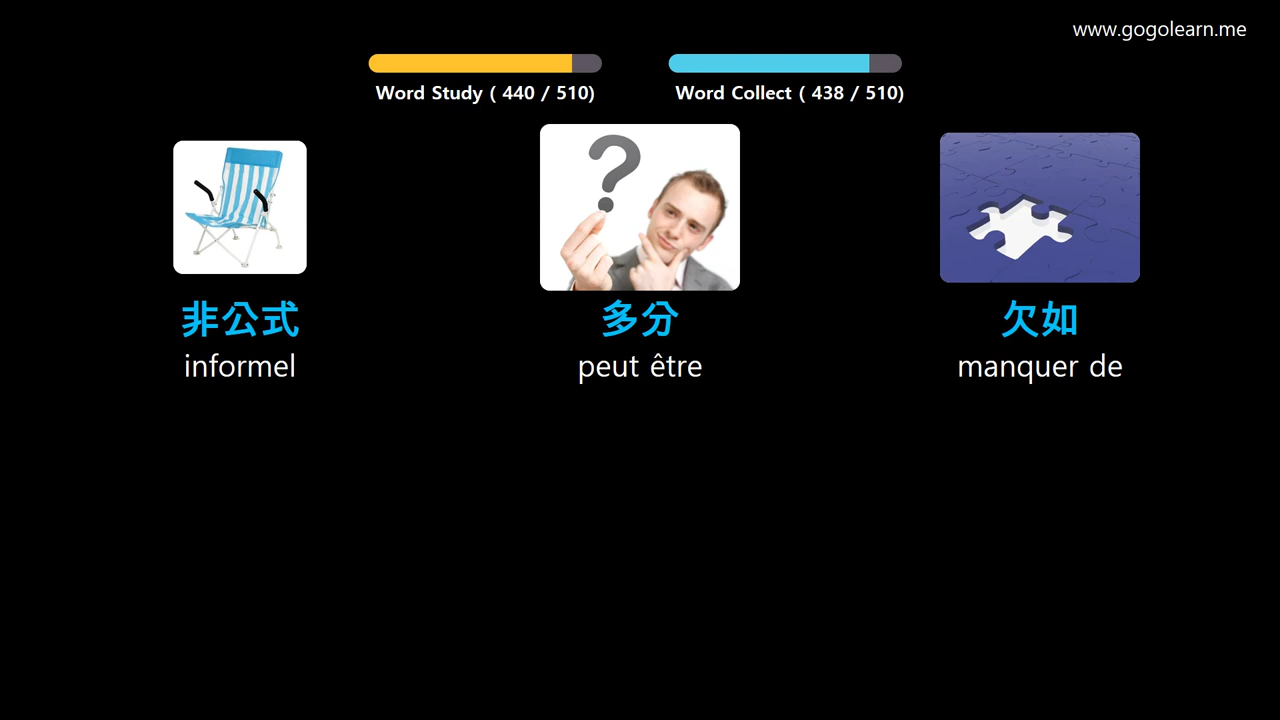 www.gogolearn.me
Word Study ( 440 / 510)
Word Collect ( 438 / 510)
非公式
informel
多分
peut être
欠如
manquer de